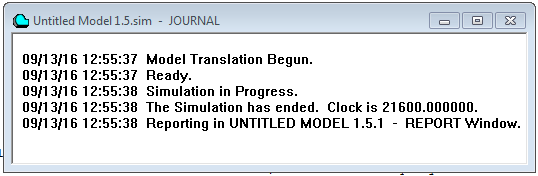 Untitled Model 1.5.sim - JOURNAL
09/13/16 12:55:37 Model Translation Begun.
09/13/16 12:55:37 Ready.
09/13/16 12:55:38 Simulation in Progress.
09/13/16 12:55:38 The Simulation has ended. Clock is 21600.000000.
09/13/16 12:55:38 Reporting in UNTITLED MODEL 1.5.1 - REPORT Window.